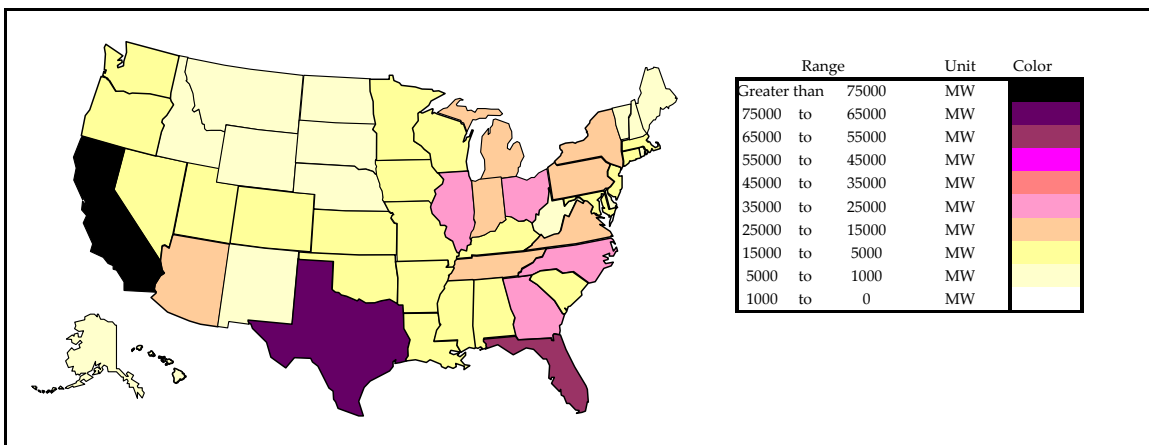 Range Unit Color
Greater than 75000 MW
75000 to 65000 MW
65000 to 55000 MW
55000 to 45000 MW
45000 to 35000 MW
35000 to 25000 MW
25000 to 15000 MW
15000 to 5000 MW
5000 to 1000 MW
1000 to 0 MW